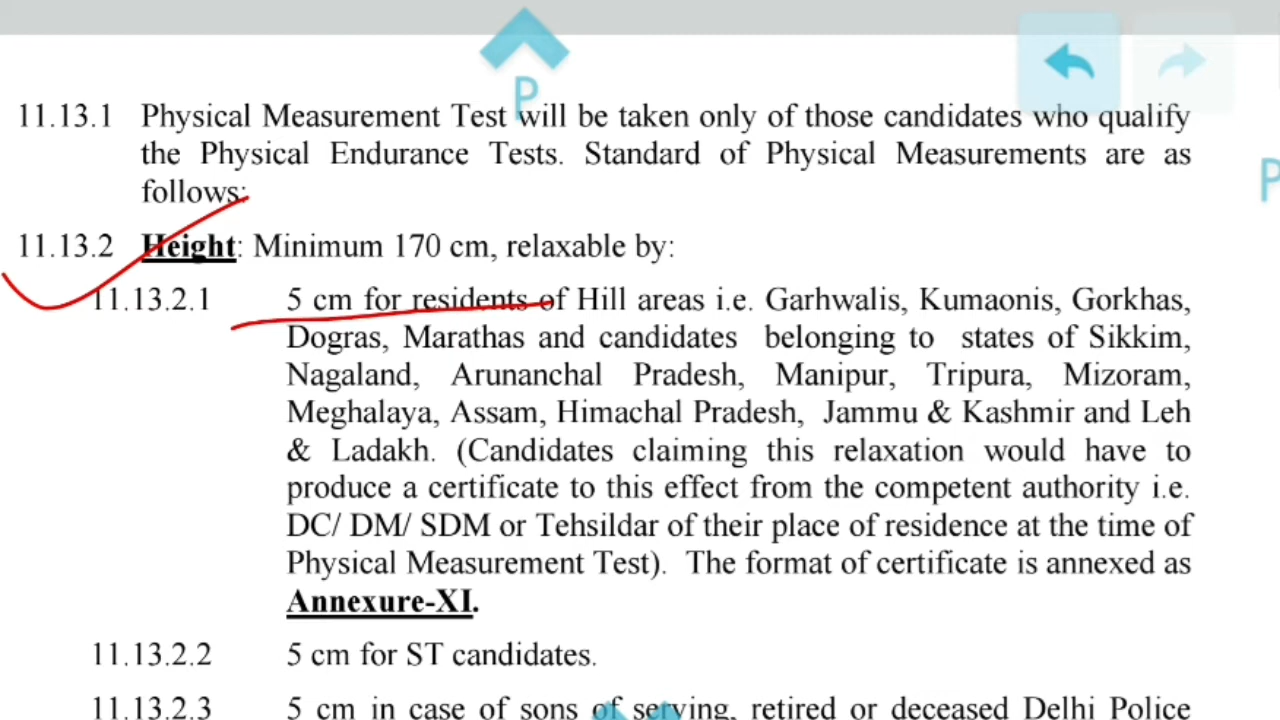 P
P
11.13.1 Physical Measurement Test will be taken only of those candidates who qualify
the Physical Endurance Tests. Standard of Physical Measurements are as
follows:
11.13.2 Height: Minimum 170 cm, relaxable by:
11.13.2.1 5 cm for residents of Hill areas i.e. Garhwalis, Kumaonis, Gorkhas,
Dogras, Marathas and candidates belonging to states of Sikkim,
Nagaland, Arunanchal Pradesh, Manipur, Tripura, Mizoram,
Meghalaya, Assam, Himachal Pradesh, Jammu & Kashmir and Leh
& Ladakh. (Candidates claiming this relaxation would have to
produce a certificate to this effect from the competent authority i.e.
DC/ DM/ SDM or Tehsildar of their place of residence at the time of
Physical Measurement Test). The format of certificate is annexed as
Annexure-XI.
11.13.2.2 5 cm for ST candidates.
11.13.2.3 5 cm in case of sons of serving, retired or deceased Delhi Police